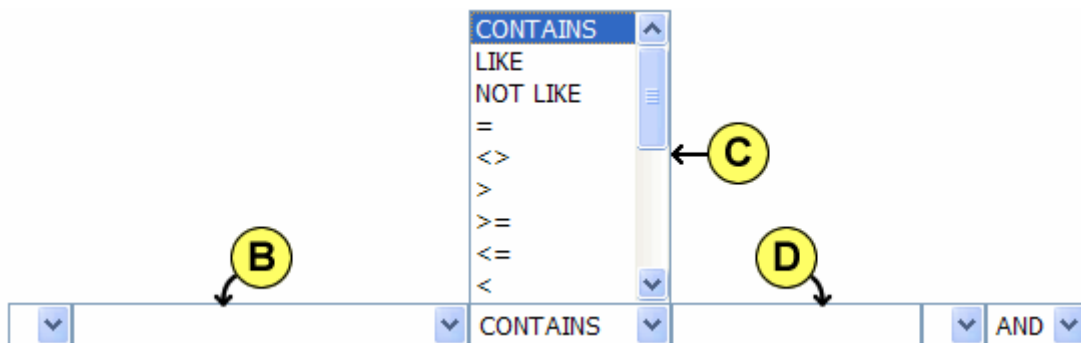 CONTAINS
LIKE
NOT LIKE
=
<>
C
>
>=
B
D
<=
<
CONTAINS AND